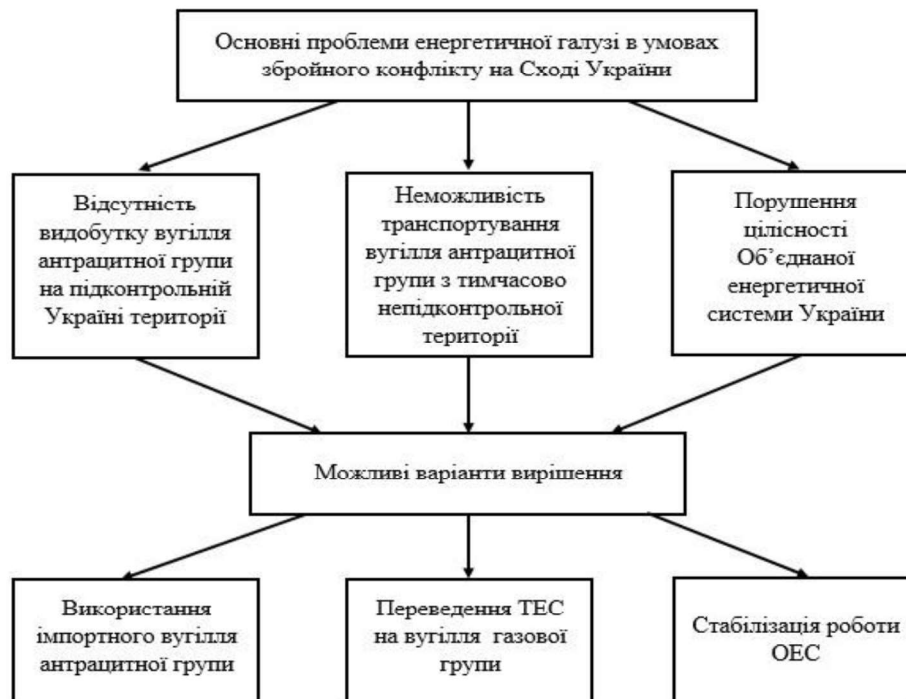 Основні проблеми енергетичної галузі в умовах
збройного конфлікту на Сході України
Відсутність
видобутку вугілля
антрацитної групи
на підконтрольній
Україні території
Неможливість
транспортування
вугілля антрацитної
групи з тимчасово
непідконтрольної
території
Порушення
цілісності
Об’єднаної
енергетичної
системи України
Можливі варіанти вирішення
Використання
імпортного вугілля
антрацитної групи
Переведення ТЕС
на вугілля газової
групи
Стабілізація роботи
ОЕС